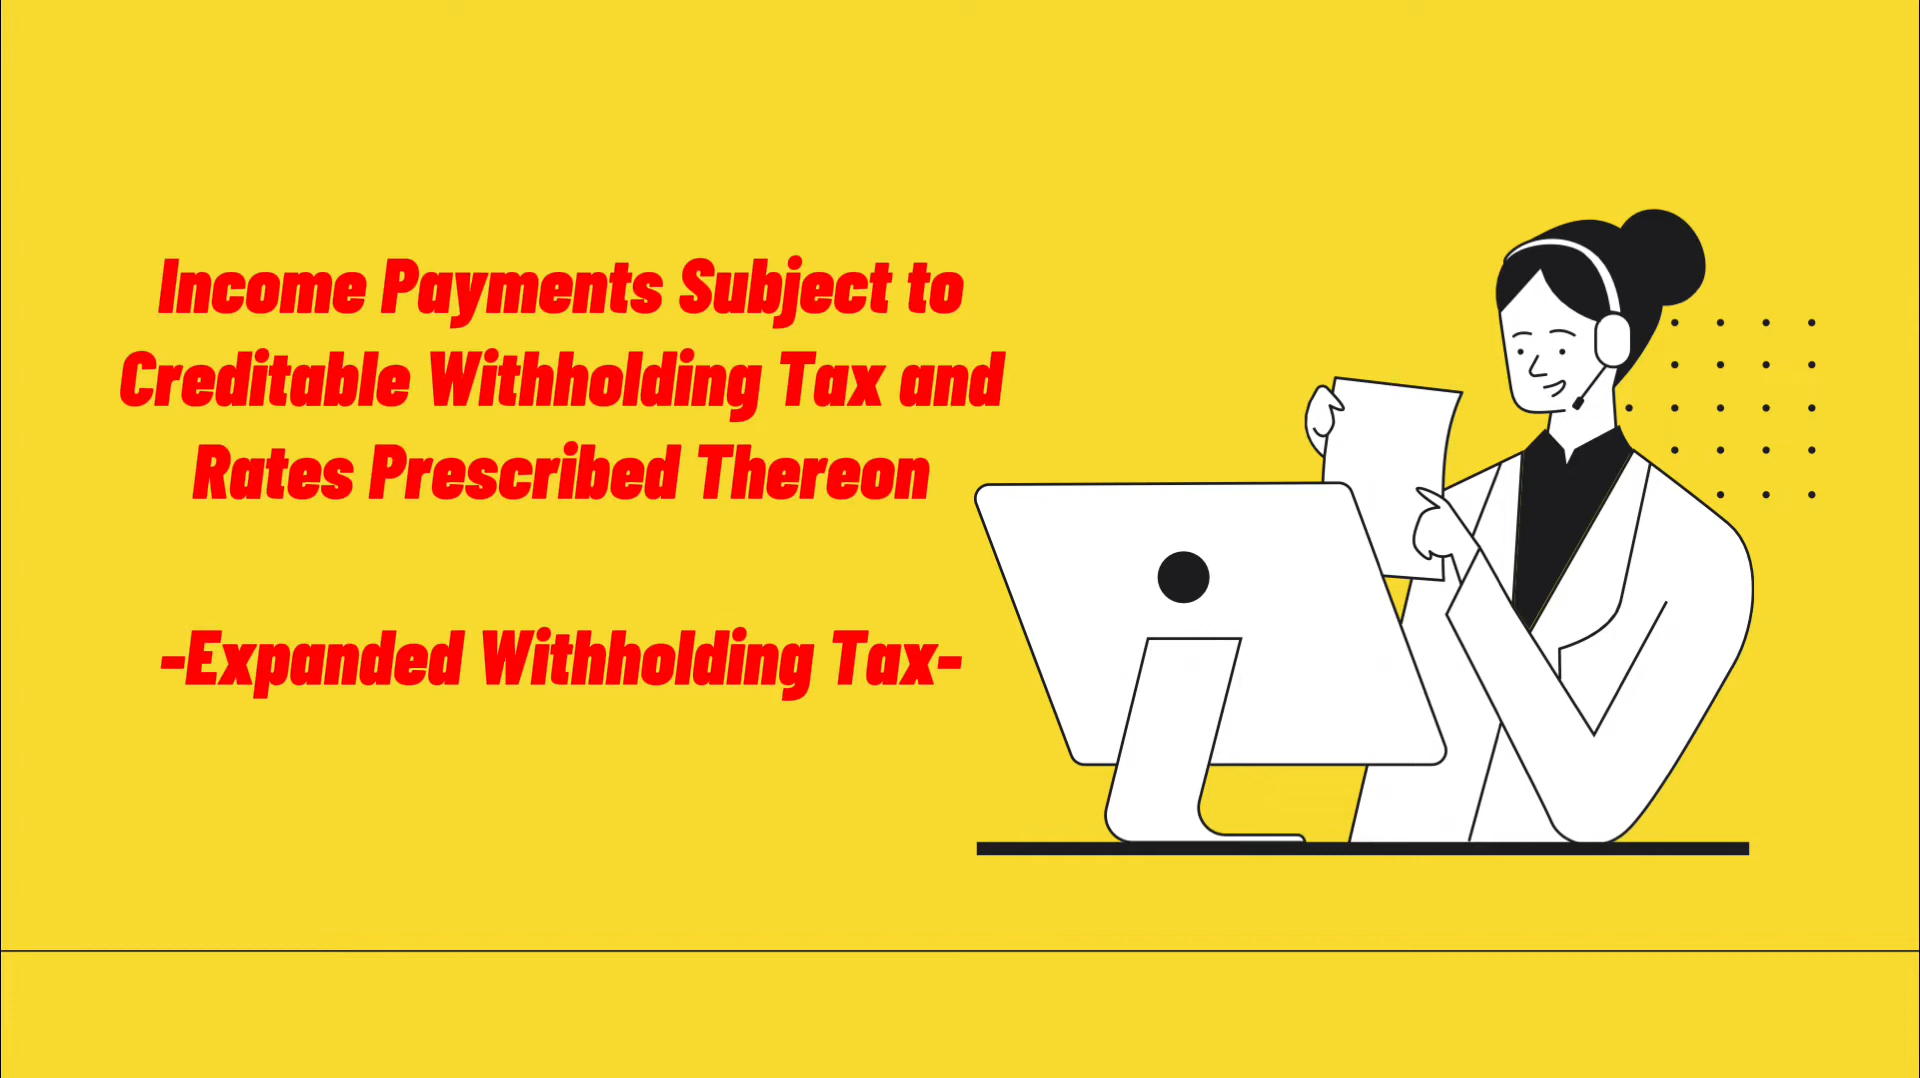 Income Payments Subject to
Creditable Withholding Tax and
Rates Prescribed Thereon
-Expanded Withholding Tax-